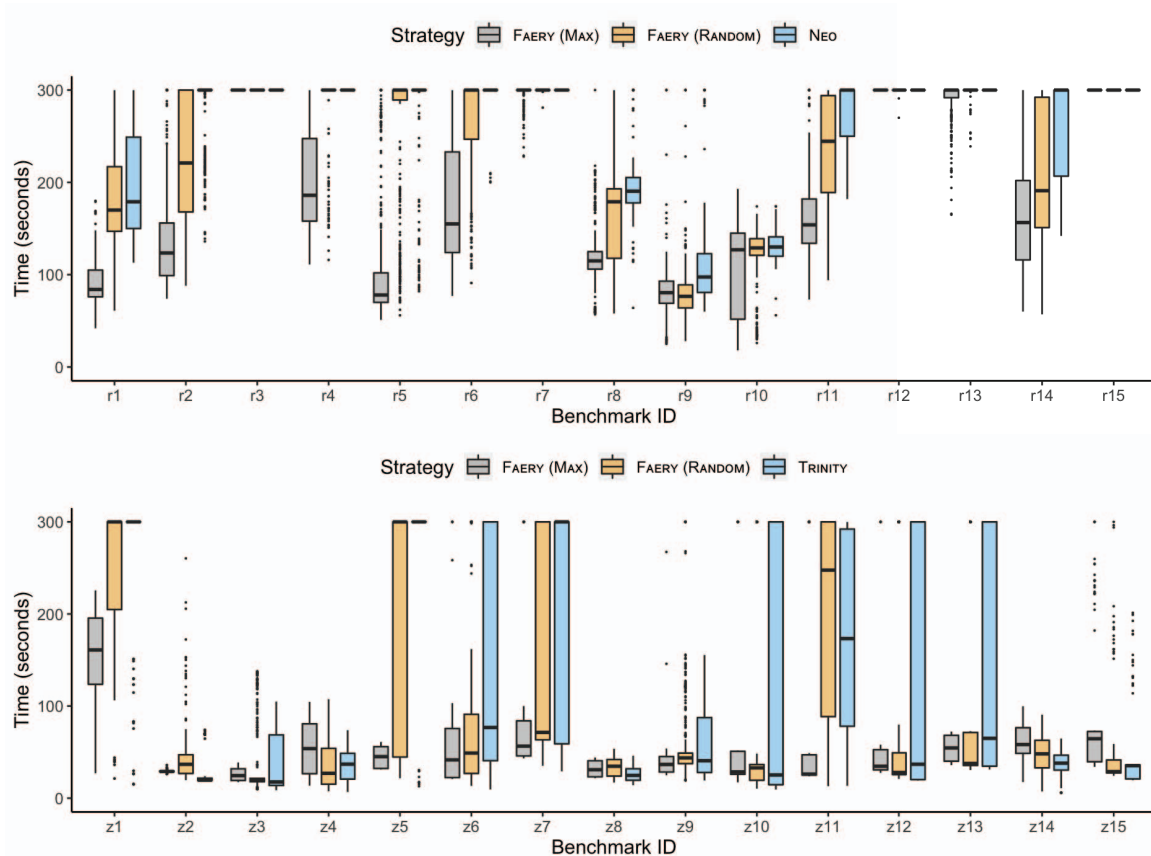 Strategy FAERY (MAX) FAERY (RANDOM) NEO
300
200
100
0
Time (seconds)
r1 r2 r3 r4 r5 r6 r7 r8 r9 r10 r11 r12 r13 r14 r15
Benchmark ID
Strategy FAERY (MAX) FAERY (RANDOM) TRINITY
300
200
100
0
Time (seconds)
z1 z2 z3 z4 z5 z6 z7 z8 z9 z10 z11 z12 z13 z14 z15
Benchmark ID